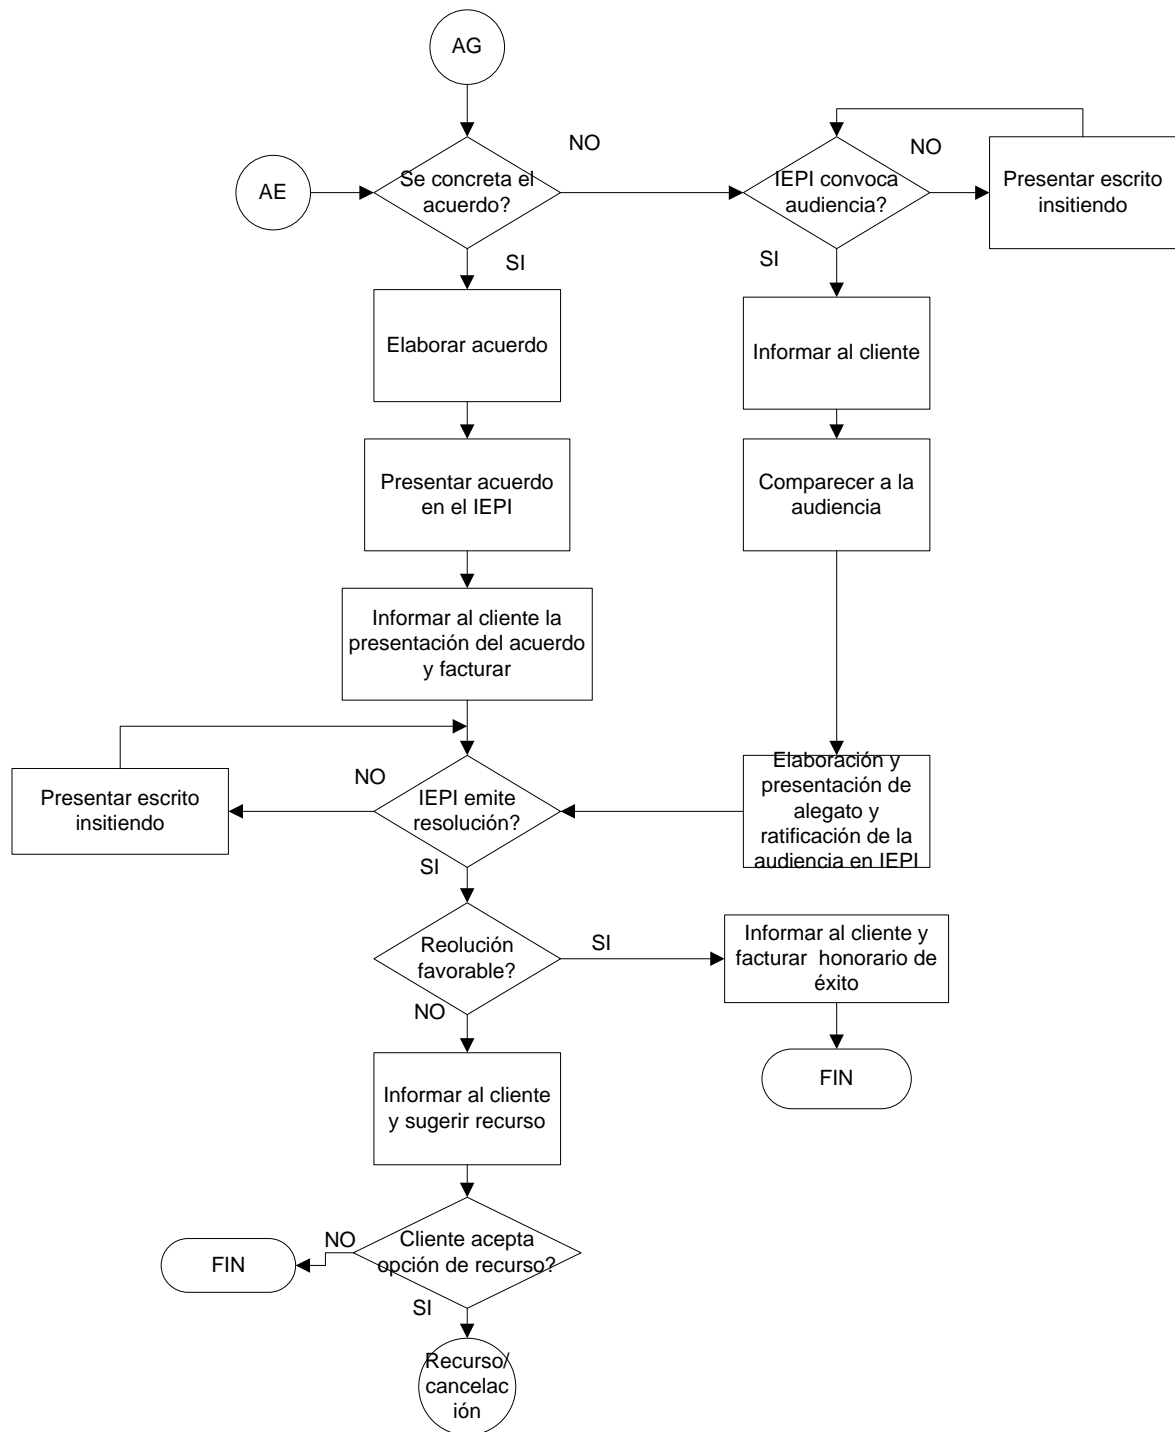 AG
NO
AE
Se concreta el
acuerdo?
IEPI convoca
audiencia?
NO
Presentar escrito
insitiendo
SI
SI
Elaborar acuerdo
Informar al cliente
Presentar acuerdo
en el IEPI
Comparecer a la
audiencia
Informar al cliente la
presentación del acuerdo
y facturar
Presentar escrito
insitiendo
NO
IEPI emite
resolución?
Elaboración y
presentación de
alegato y
ratificación de la
audiencia en IEPI
SI
Reolución
favorable?
SI
Informar al cliente y
facturar honorario de
éxito
NO
FIN
Informar al cliente
y sugerir recurso
FIN
NO
Cliente acepta
opción de recurso?
SI
Recurso/
cancelac
ión